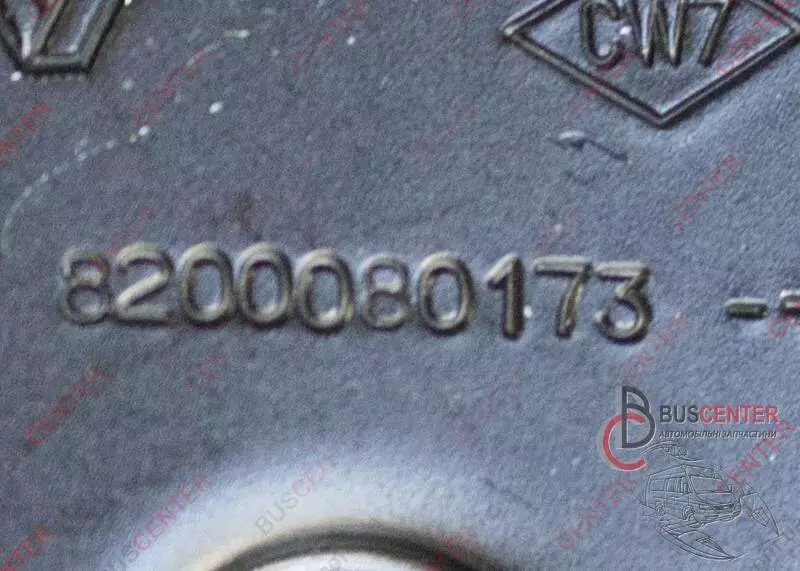 CW7
8200080173
BUSCENTER
АВТОМОБІЛЬНІ ЗАПЧАСТИНИ